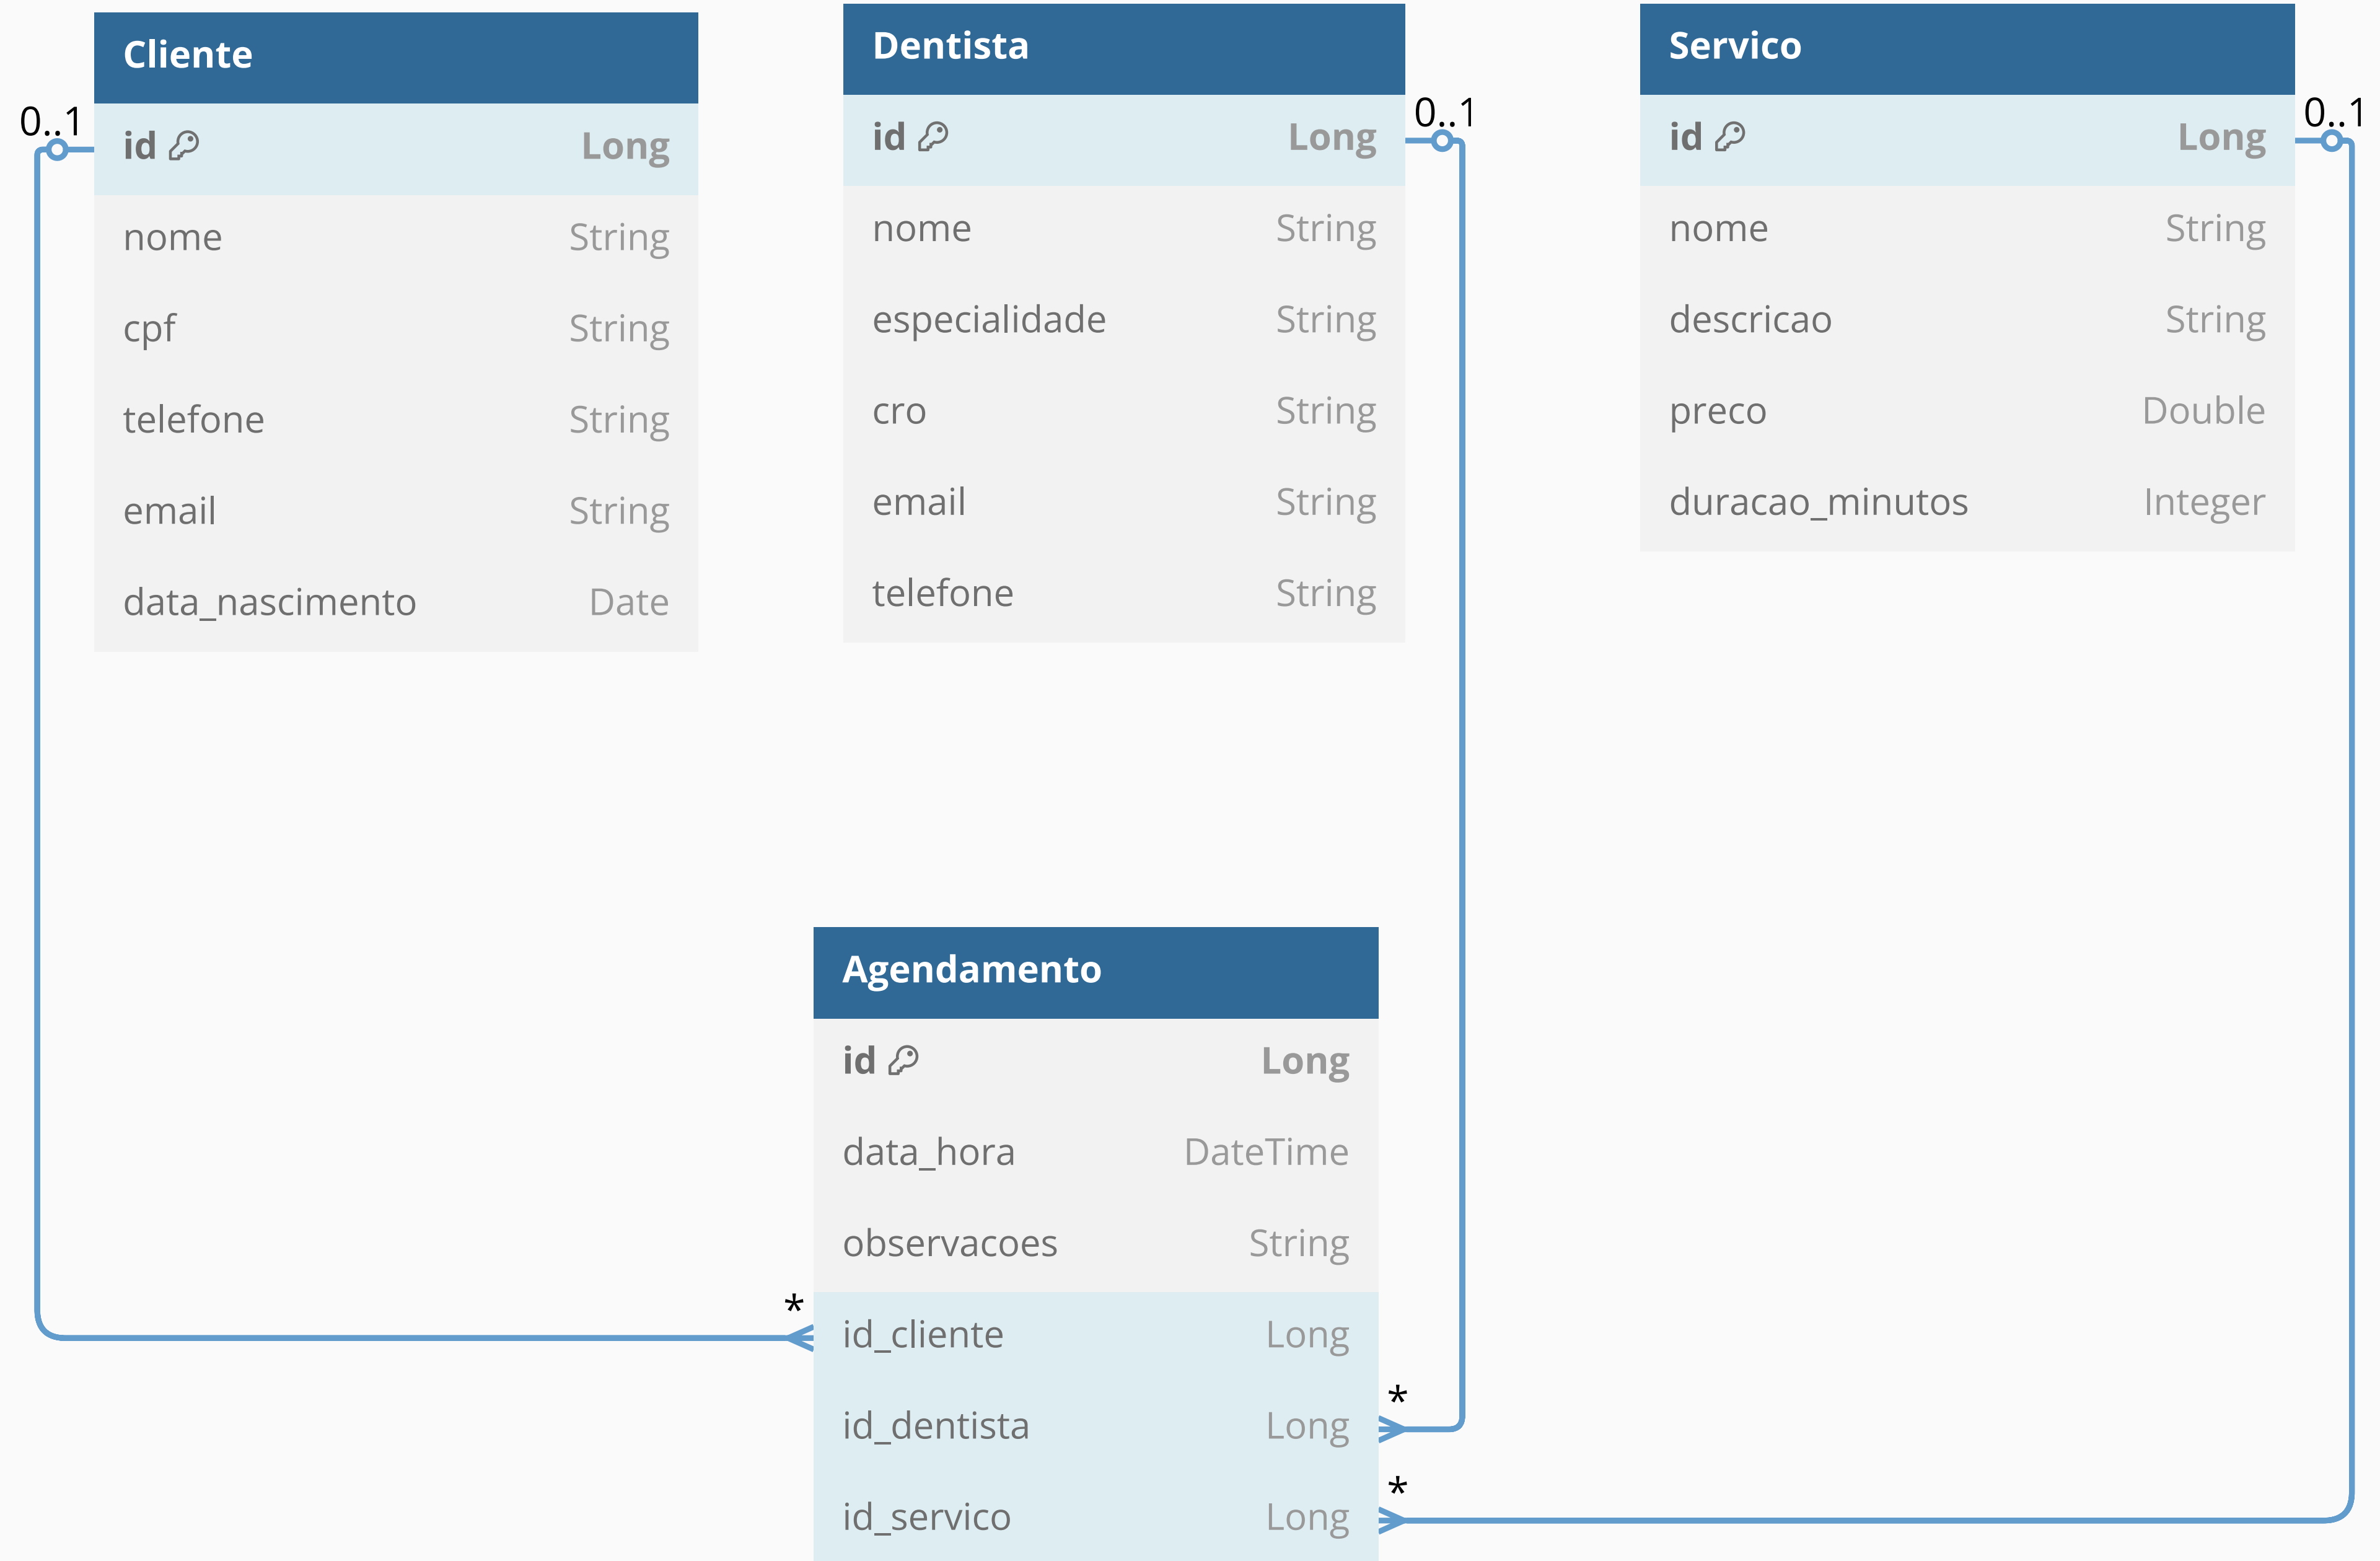 Cliente
0..1
id Long
nome String
cpf String
telefone String
email String
data_nascimento Date
Dentista
0..1
id Long
nome String
especialidade String
cro String
email String
telefone String
Servico
0..1
id Long
nome String
descricao String
preco Double
duracao_minutos Integer
Agendamento
id Long
data_hora DateTime
observacoes String
*
id_cliente Long
*
id_dentista Long
*
id_servico Long